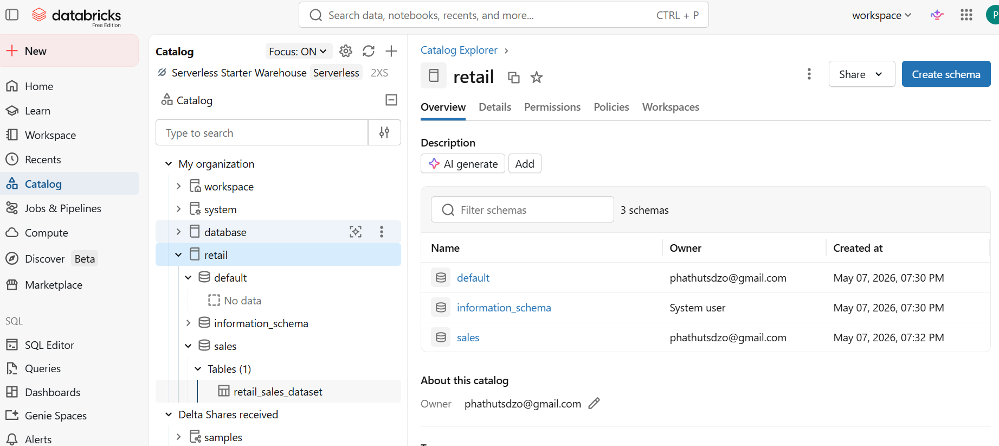 databricks
Free Edition
Search data, notebooks, recents, and more...
CTRL + P
workspace
P
New
Home
Learn
Workspace
Recents
Catalog
Jobs & Pipelines
Compute
Discover Beta
Marketplace
SQL
SQL Editor
Queries
Dashboards
Genie Spaces
Alerts
Catalog
Focus: ON
Serverless Starter Warehouse Serverless 2XS
Catalog
Type to search
My organization
workspace
system
database
retail
default
No data
information_schema
sales
Tables (1)
retail_sales_dataset
Delta Shares received
samples
Catalog Explorer
retail
Share
Create schema
Overview Details Permissions Policies Workspaces
Description
AI generate
Add
Filter schemas
3 schemas
Name Owner Created at
default phathutsdzo@gmail.com May 07, 2026, 07:30 PM
information_schema System user May 07, 2026, 07:30 PM
sales phathutsdzo@gmail.com May 07, 2026, 07:32 PM
About this catalog
Owner phathutsdzo@gmail.com